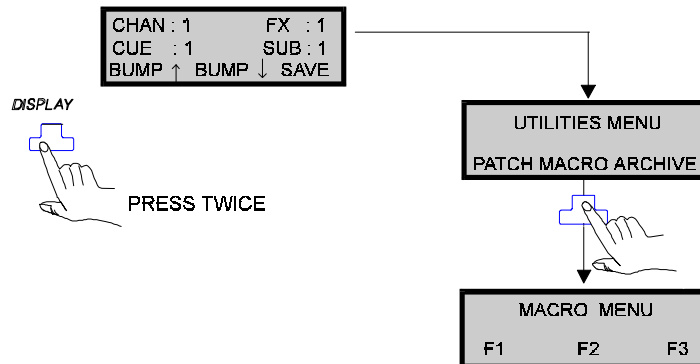 CHAN : 1 FX : 1
CUE : 1 SUB : 1
BUMP ↑ BUMP ↓ SAVE
DISPLAY
PRESS TWICE
UTILITIES MENU
PATCH MACRO ARCHIVE
MACRO MENU
F1 F2 F3